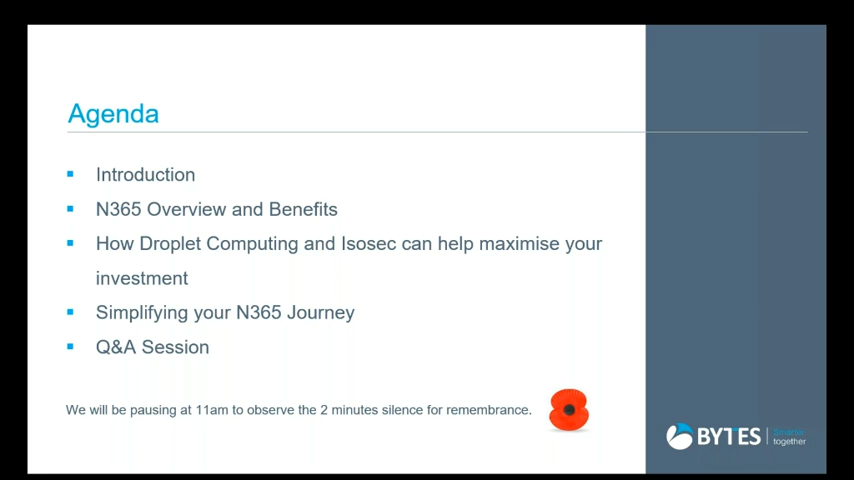 Agenda
Introduction
N365 Overview and Benefits
How Droplet Computing and Isosec can help maximise your
investment
Simplifying your N365 Journey
Q&A Session
We will be pausing at 11am to observe the 2 minutes silence for remembrance.
BYTES
Smarter
together